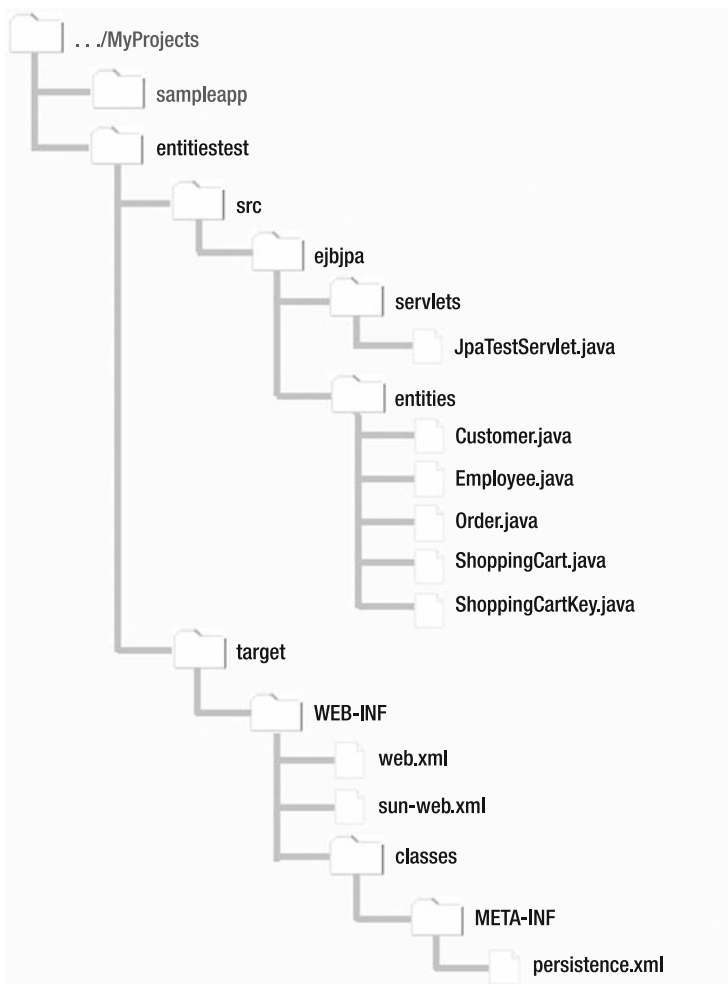 . . ./MyProjects
sampleapp
entitiestest
src
ejbjpa
servlets
JpaTestServlet.java
entities
Customer.java
Employee.java
Order.java
ShoppingCart.java
ShoppingCartKey.java
target
WEB-INF
web.xml
sun-web.xml
classes
META-INF
persistence.xml